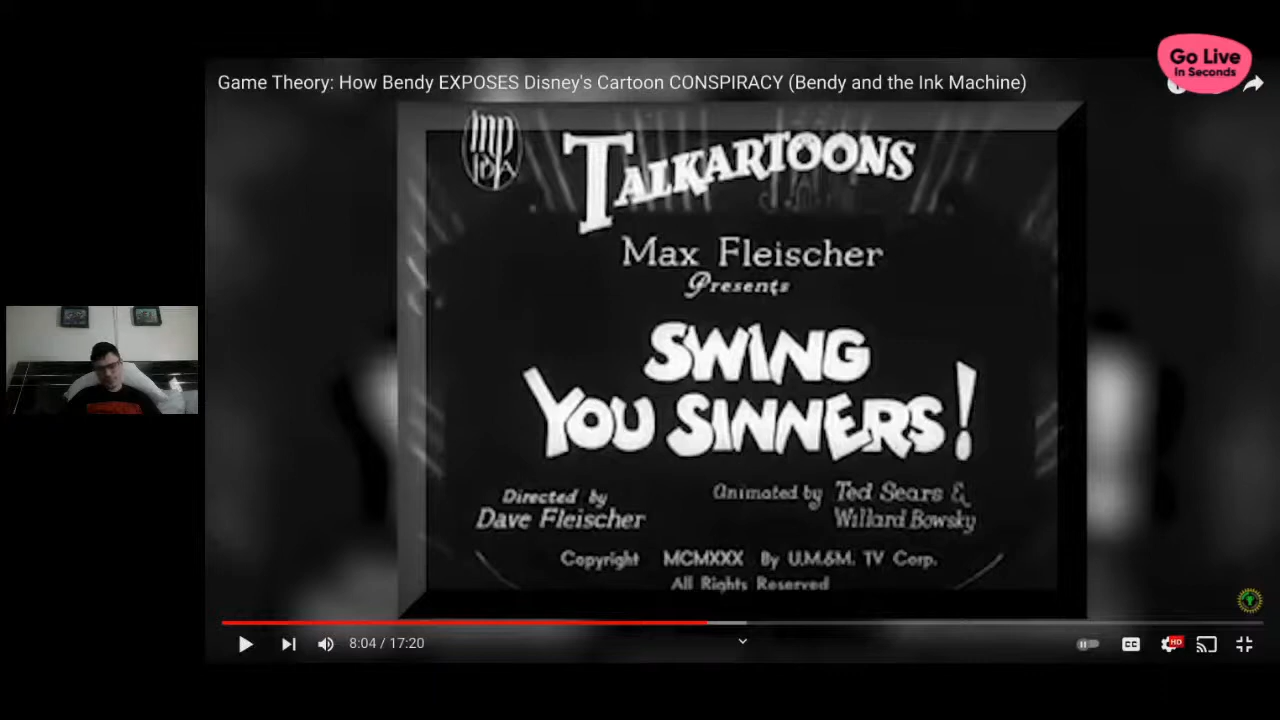 Go Live
in Seconds
Game Theory: How Bendy EXPOSES Disney's Cartoon CONSPIRACY (Bendy and the Ink Machine)
TALKARTOONS
Max Fleischer
Presents
SWING
YOU SINNERS!
Directed by
Dave Fleischer
Animated by Ted Sears &
Willard Bowsky
Copyright MCMXXX By U.M.&M. TV Corp.
All Rights Reserved
8:04 / 17:20
CC
HD